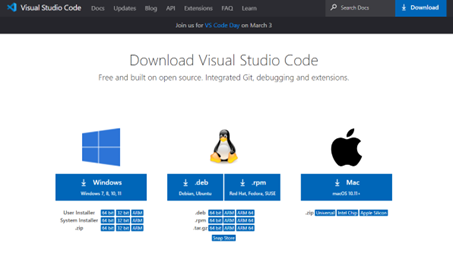 Visual Studio Code Docs Updates Blog API Extensions FAQ Learn Search Docs Download
Join us for VS Code Day on March 3
Download Visual Studio Code
Free and built on open source. Integrated Git, debugging and extensions.
Windows
Windows 7, 8, 10, 11
User Installer 64 bit 32 bit ARM
System Installer 64 bit 32 bit ARM
.zip 64 bit 32 bit ARM
.deb
Debian, Ubuntu
.rpm
Red Hat, Fedora, SUSE
.deb 64 bit ARM ARM 64
.rpm 64 bit ARM ARM 64
.tar.gz 64 bit ARM ARM 64
Snap Store
Mac
macOS 10.11+
.zip Universal Intel Chip Apple Silicon